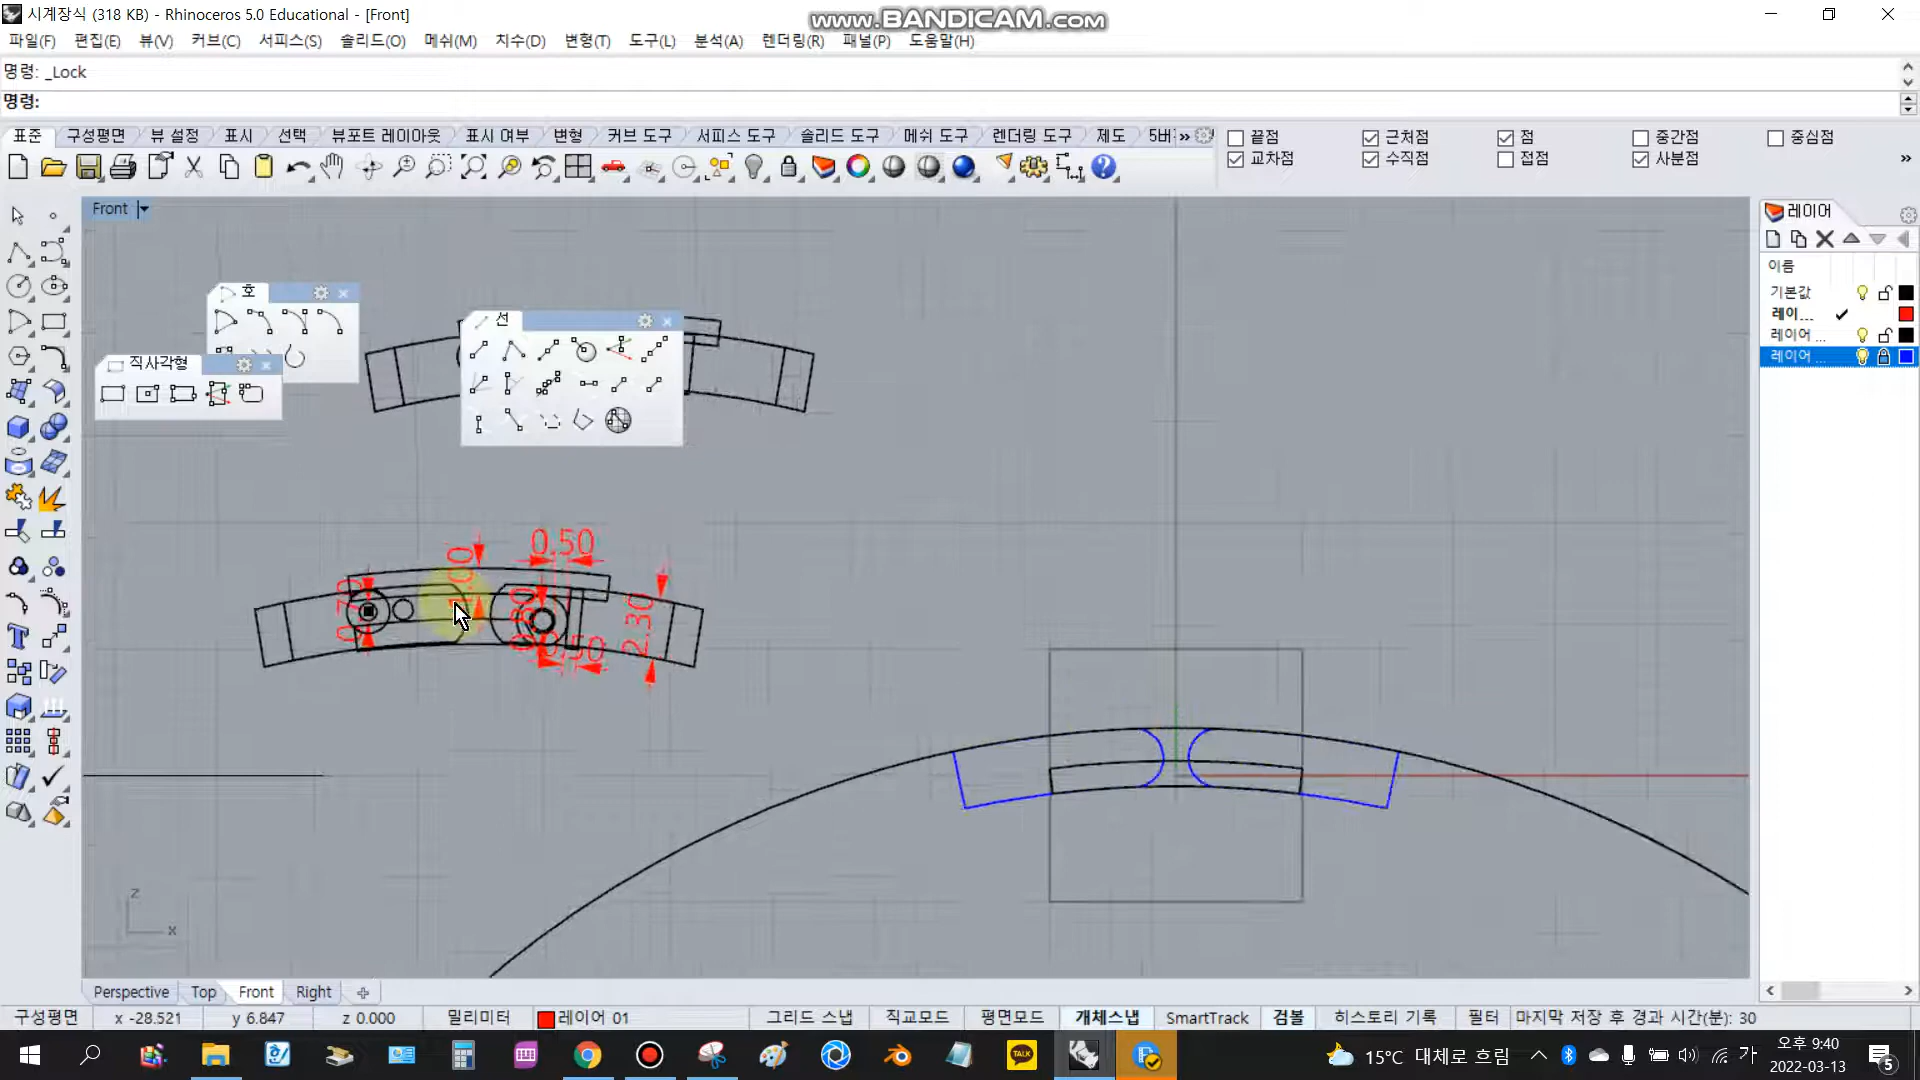 시계장식 (318 KB) - Rhinoceros 5.0 Educational - [Front]
www.BANDICAM.com
파일(F) 편집(E) 뷰(V) 커브(C) 서피스(S) 솔리드(O) 메쉬(M) 치수(D) 변형(T) 도구(L) 분석(A) 렌더링(R) 패널(P) 도움말(H)
명령: _Lock
명령:
표준 구성평면 뷰 설정 표시 선택 뷰포트 레이아웃 표시 여부 변형 커브 도구 서피스 도구 솔리드 도구 메쉬 도구 렌더링 도구 제도 5버 »
끝점 근처점 점 중간점 중심점
교차점 수직점 접점 사분점 »
Front
레이어
이름
기본값
레이...
레이어 ...
레이어 ...
호
선
직사각형
0.50
1.00
0.70
0.80
2.30
0.50
z
x
Perspective Top Front Right
구성평면 x -28.521 y 6.847 z 0.000 밀리미터 레이어 01 그리드 스냅 직교모드 평면모드 개체스냅 SmartTrack 검볼 히스토리 기록 필터 마지막 저장 후 경과 시간(분): 30
TALK
15°C 대체로 흐림 가 오후 9:40
2022-03-13 5